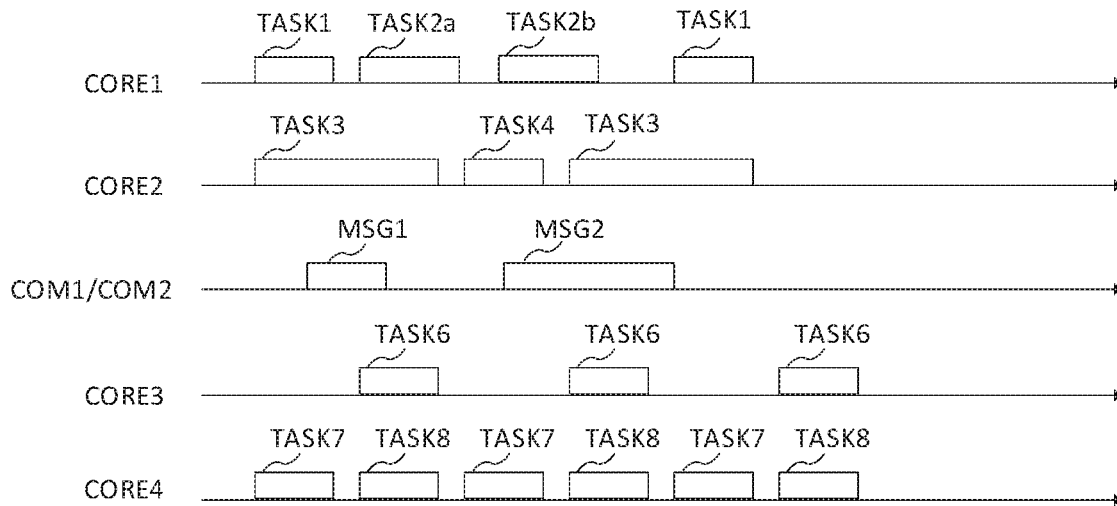 TASK1 TASK2a TASK2b TASK1
CORE1
TASK3 TASK4 TASK3
CORE2
MSG1 MSG2
COM1/COM2
TASK6 TASK6 TASK6
CORE3
TASK7 TASK8 TASK7 TASK8 TASK7 TASK8
CORE4